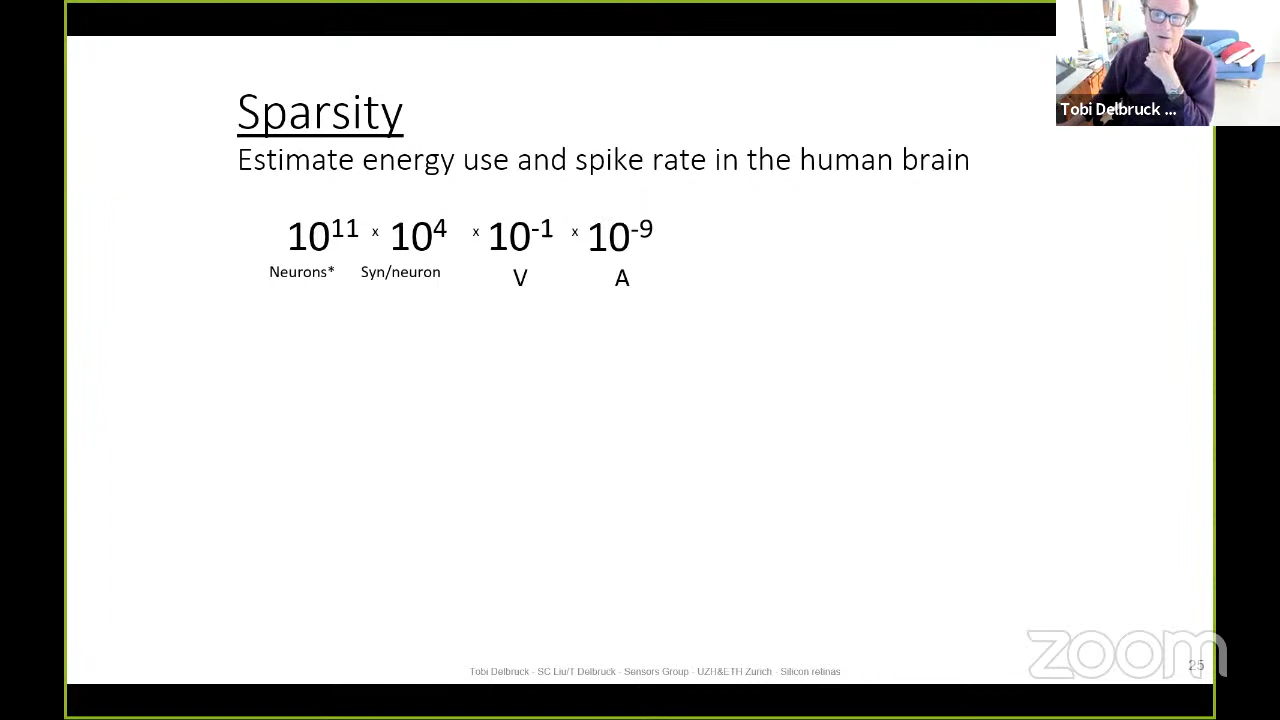 Sparsity
Estimate energy use and spike rate in the human brain
10^11 x 10^4 x 10^-1 x 10^-9
Neurons* Syn/neuron V A
Tobi Delbruck ...
Tobi Delbruck - SC Liu/T Delbruck - Sensors Group - UZH&ETH Zurich - Silicon retinas
zoom
25